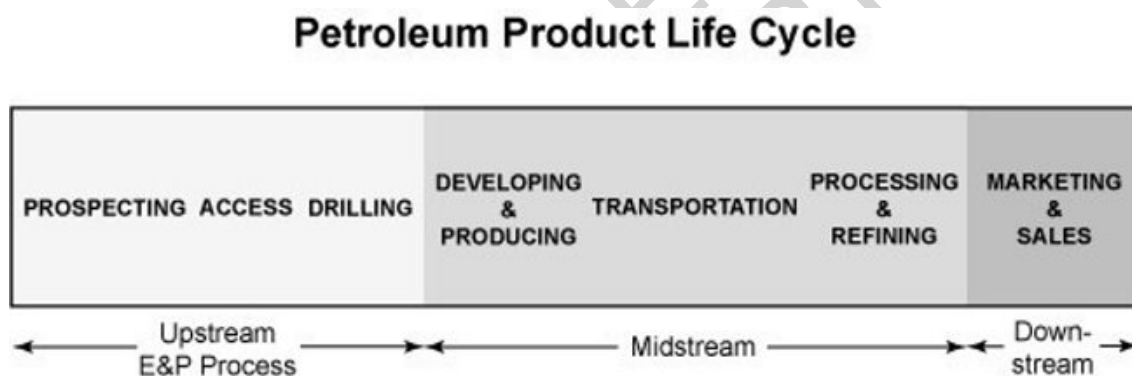 Petroleum Product Life Cycle
PROSPECTING ACCESS DRILLING
DEVELOPING
&
PRODUCING
TRANSPORTATION
PROCESSING
&
REFINING
MARKETING
&
SALES
Upstream
E&P Process
Midstream
Down-
stream